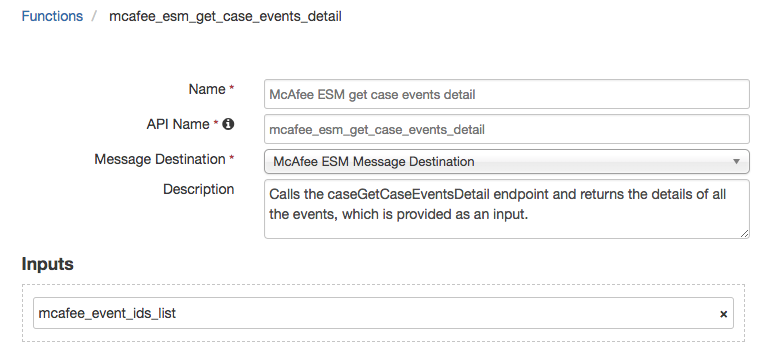 Functions / mcafee_esm_get_case_events_detail
Name * McAfee ESM get case events detail
API Name * mcafee_esm_get_case_events_detail
Message Destination * McAfee ESM Message Destination
Description Calls the caseGetCaseEventsDetail endpoint and returns the details of all
the events, which is provided as an input.
Inputs
mcafee_event_ids_list ×